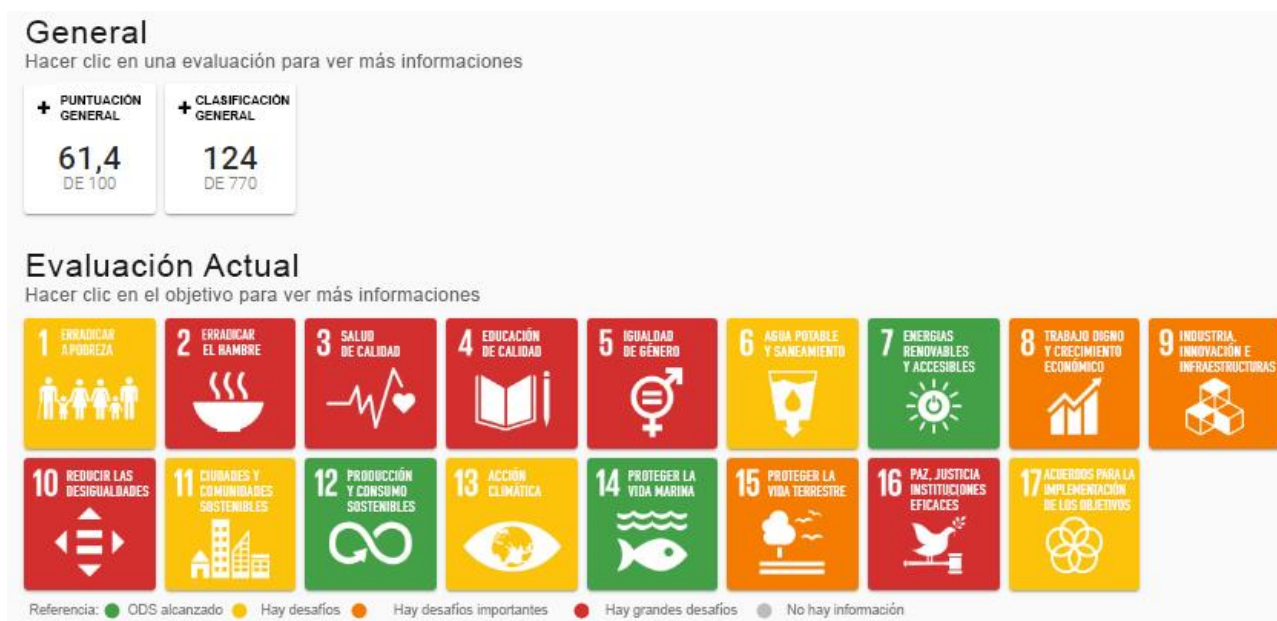 General
Hacer clic en una evaluación para ver más informaciones
+ PUNTUACIÓN
GENERAL
61,4
DE 100
+ CLASIFICACIÓN
GENERAL
124
DE 770
Evaluación Actual
Hacer clic en el objetivo para ver más informaciones
1 ERRADICAR
A POBREZA
2 ERRADICAR
EL HAMBRE
3 SALUD
DE CALIDAD
4 EDUCACIÓN
DE CALIDAD
5 IGUALDAD
DE GÉNERO
6 AGUA POTABLE
Y SANEAMIENTO
7 ENERGIAS
RENOVABLES
Y ACCESIBLES
8 TRABAJO DIGNO
Y CRECIMIENTO
ECONÓMICO
9 INDUSTRIA,
INNOVACIÓN E
INFRAESTRUCTURAS
10 REDUCIR LAS
DESIGUALDADES
11 CIUDADES Y
COMUNIDADES
SOSTENIBLES
12 PRODUCCIÓN
Y CONSUMO
SOSTENIBLES
13 ACCIÓN
CLIMÁTICA
14 PROTEGER LA
VIDA MARINA
15 PROTEGER LA
VIDA TERRESTRE
16 PAZ, JUSTICIA
INSTITUCIONES
EFICACES
17 ACUERDOS PARA LA
IMPLEMENTACIÓN
DE LOS OBJETIVOS
Referencia: ODS alcanzado Hay desafíos Hay desafíos importantes Hay grandes desafíos No hay información